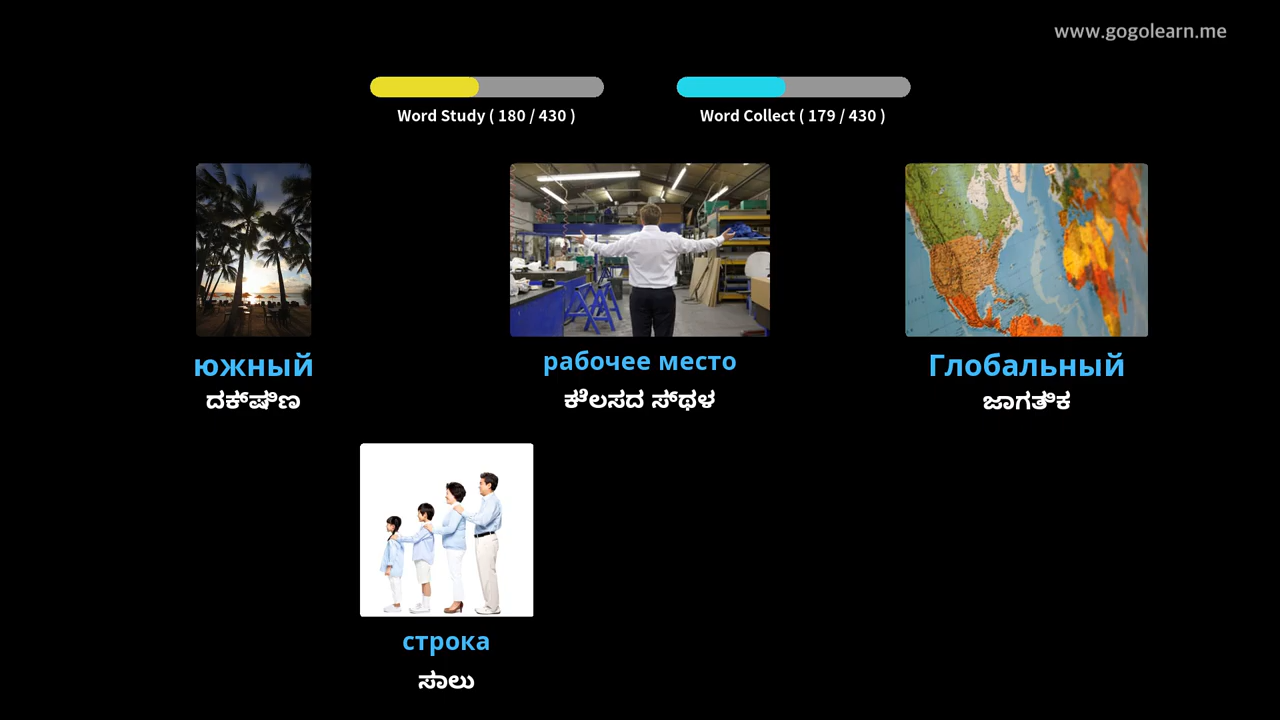 www.gogolearn.me
Word Study ( 180 / 430 )
Word Collect ( 179 / 430 )
южный
ದಕ್ಷಿಣ
рабочее место
ಕೆಲಸದ ಸ್ಥಳ
Глобальный
ಜಾಗತಿಕ
строка
ಸಾಲು